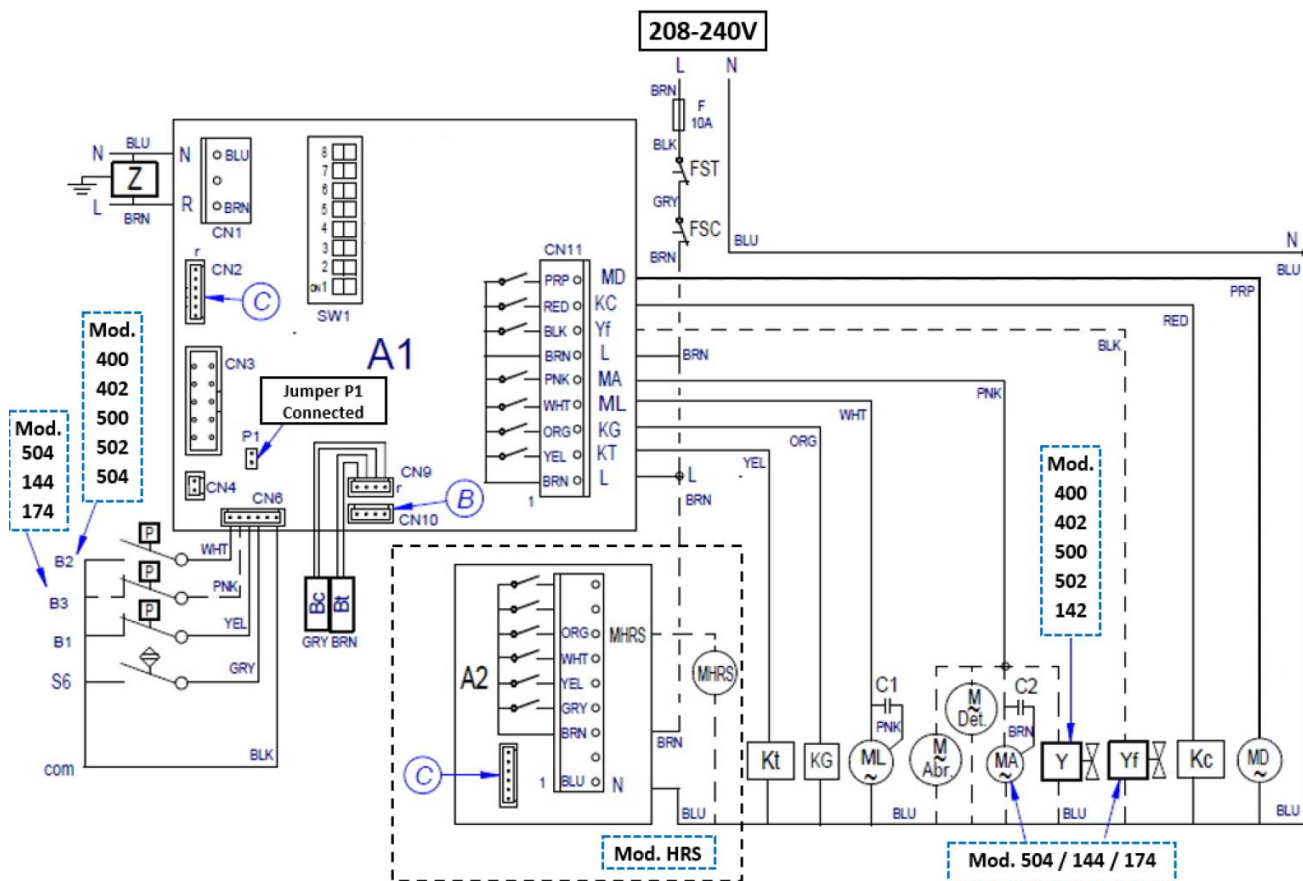 208-240V
L
N
BRN
F
10A
BLK
FST
GRY
FSC
BRN
BLU
N
BLU
N
BLU
N
Z
L
BRN
R
BLU
BRN
CN1
r
CN2
C
8
7
6
5
4
3
2
ON 1
SW1
A1
CN3
Jumper P1
Connected
P1
CN4
CN6
CN9
r
CN10
B
Mod.
400
402
500
502
504
Mod.
504
144
174
CN11
PRP
MD
RED
KC
BLK
Yf
BRN
L
PNK
MA
WHT
ML
ORG
KG
YEL
KT
BRN
L
1
BRN
L
BRN
PRP
RED
BLK
PNK
WHT
ORG
YEL
Mod.
400
402
500
502
142
B2
P
WHT
B3
P
PNK
B1
P
YEL
S6
GRY
com
BLK
Bc
Bt
GRY
BRN
A2
ORG
MHRS
WHT
YEL
GRY
BRN
BRN
1
BLU
N
C
MHRS
BLU
Mod. HRS
Kt
KG
C1
PNK
ML
~
M
~
Det.
M
~
Abr.
C2
BRN
MA
~
Y
Yf
Kc
MD
~
BLU
BLU
BLU
BLU
Mod. 504 / 144 / 174